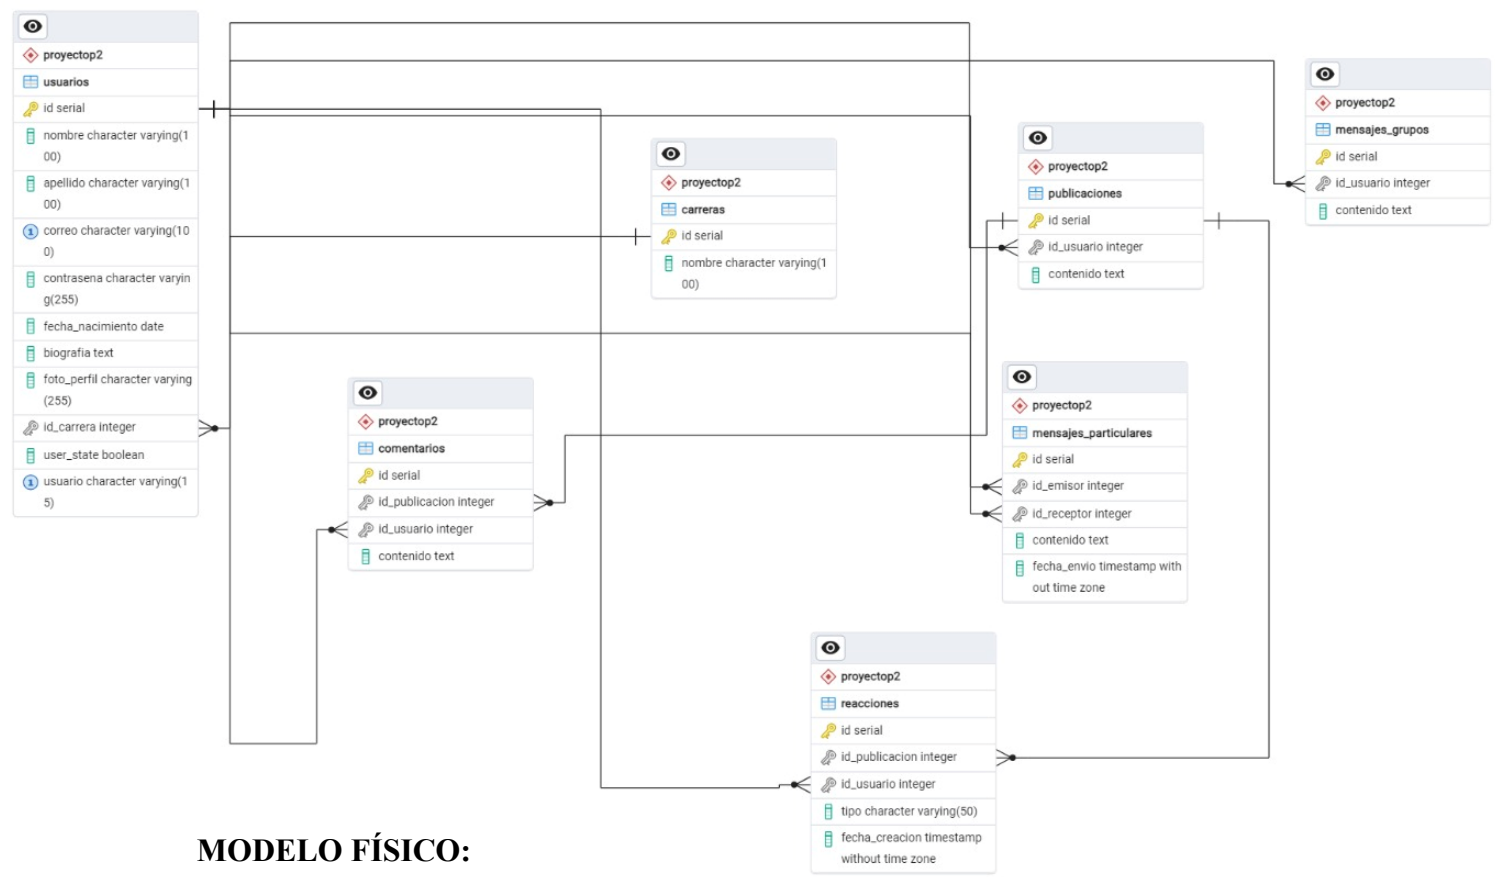 proyectop2
usuarios
id serial
nombre character varying(1
00)
apellido character varying(1
00)
1 correo character varying(10
0)
contrasena character varyin
g(255)
fecha_nacimiento date
biografia text
foto_perfil character varying
(255)
id_carrera integer
user_state boolean
1 usuario character varying(1
5)
proyectop2
comentarios
id serial
id_publicacion integer
id_usuario integer
contenido text
proyectop2
carreras
id serial
nombre character varying(1
00)
proyectop2
publicaciones
id serial
id_usuario integer
contenido text
proyectop2
mensajes_grupos
id serial
id_usuario integer
contenido text
proyectop2
mensajes_particulares
id serial
id_emisor integer
id_receptor integer
contenido text
fecha_envio timestamp with
out time zone
proyectop2
reacciones
id serial
id_publicacion integer
id_usuario integer
tipo character varying(50)
fecha_creacion timestamp
without time zone
MODELO FÍSICO: